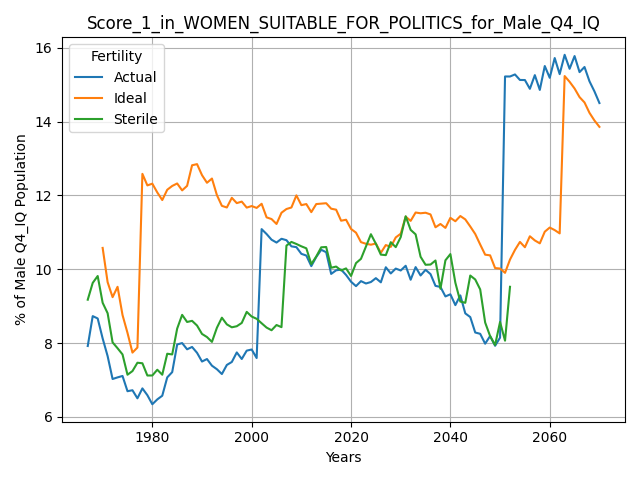 Score_1_in_WOMEN_SUITABLE_FOR_POLITICS_for_Male_Q4_IQ
Fertility
Actual
Ideal
Sterile
% of Male Q4_IQ Population
16
14
12
10
8
6
1980
2000
2020
2040
2060
Years